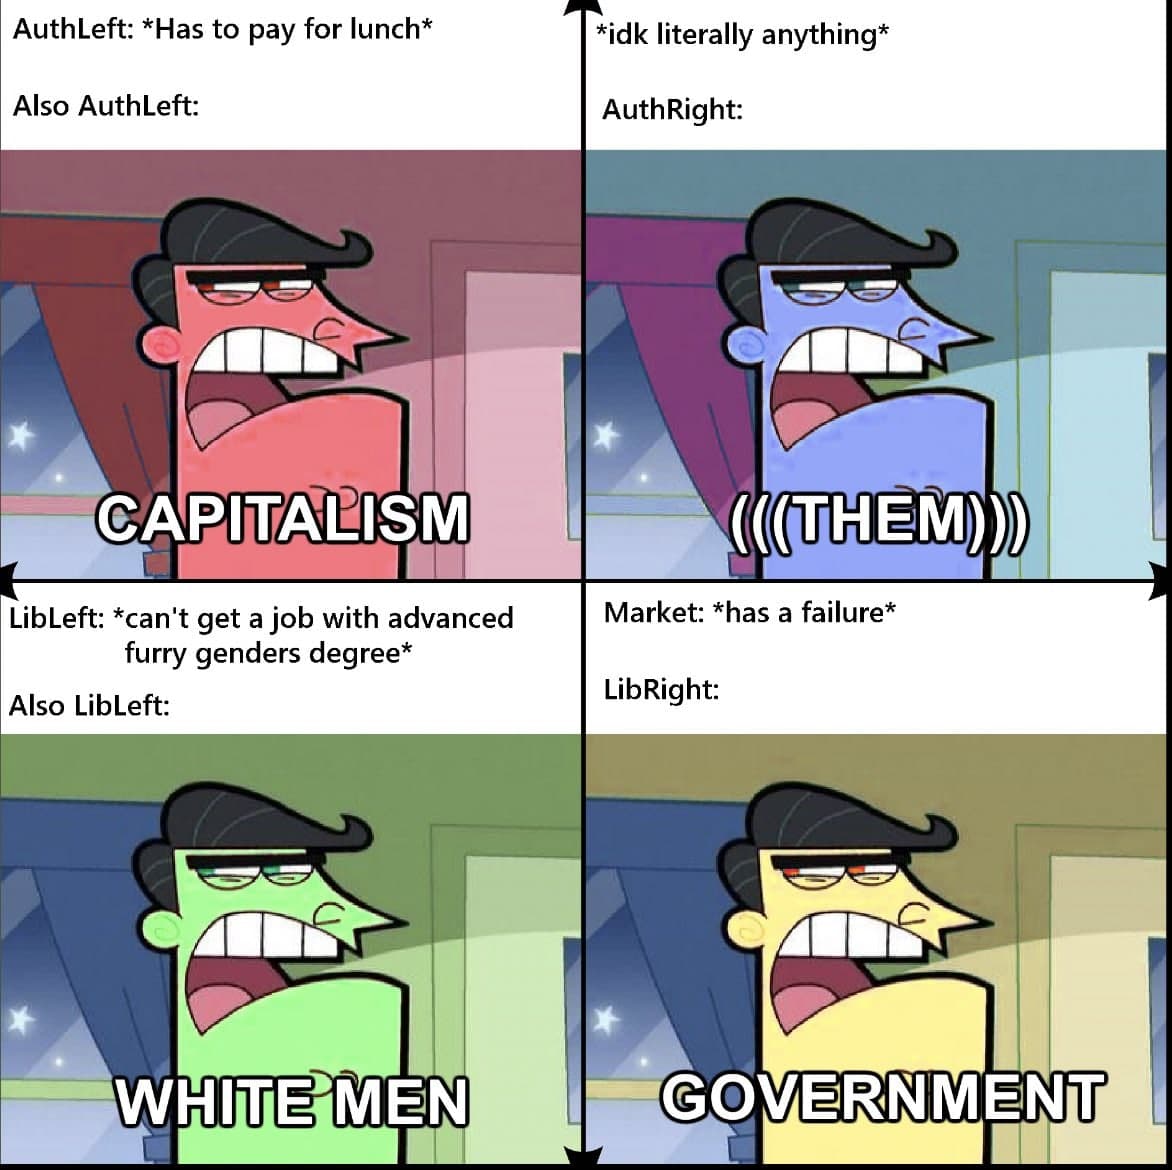 AuthLeft: *Has to pay for lunch*
Also AuthLeft:
CAPITALISM
*idk literally anything*
AuthRight:
(((THEM)))
LibLeft: *can't get a job with advanced
furry genders degree*
Also LibLeft:
WHITE MEN
Market: *has a failure*
LibRight:
GOVERNMENT